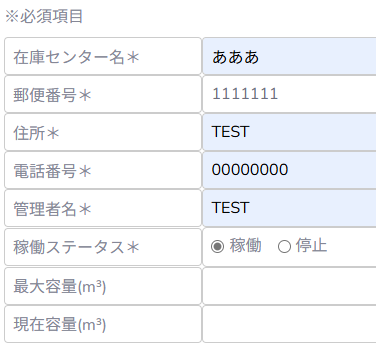 ※必須項目
在庫センター名＊ あああ
郵便番号＊ 1111111
住所＊ TEST
電話番号＊ 00000000
管理者名＊ TEST
稼働ステータス＊ 稼働 停止
最大容量(m³)
現在容量(m³)